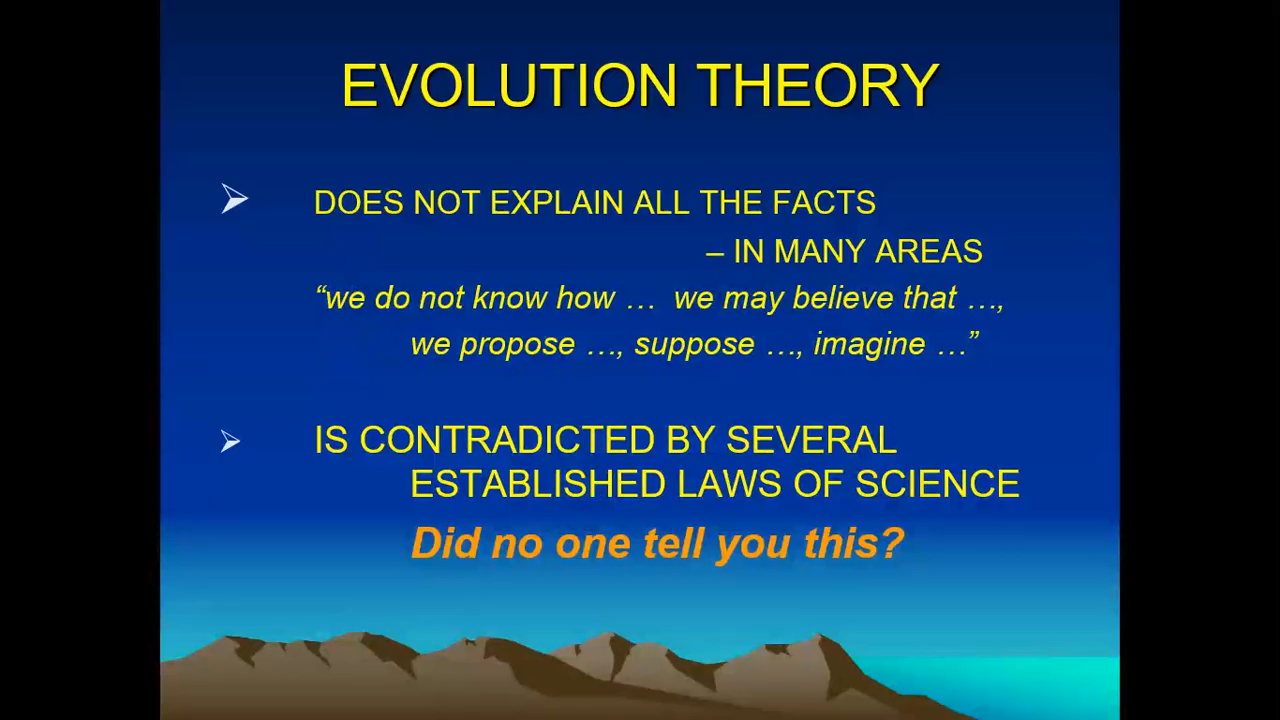 EVOLUTION THEORY
DOES NOT EXPLAIN ALL THE FACTS
– IN MANY AREAS
“we do not know how … we may believe that …,
we propose …, suppose …, imagine …”
IS CONTRADICTED BY SEVERAL
ESTABLISHED LAWS OF SCIENCE
Did no one tell you this?